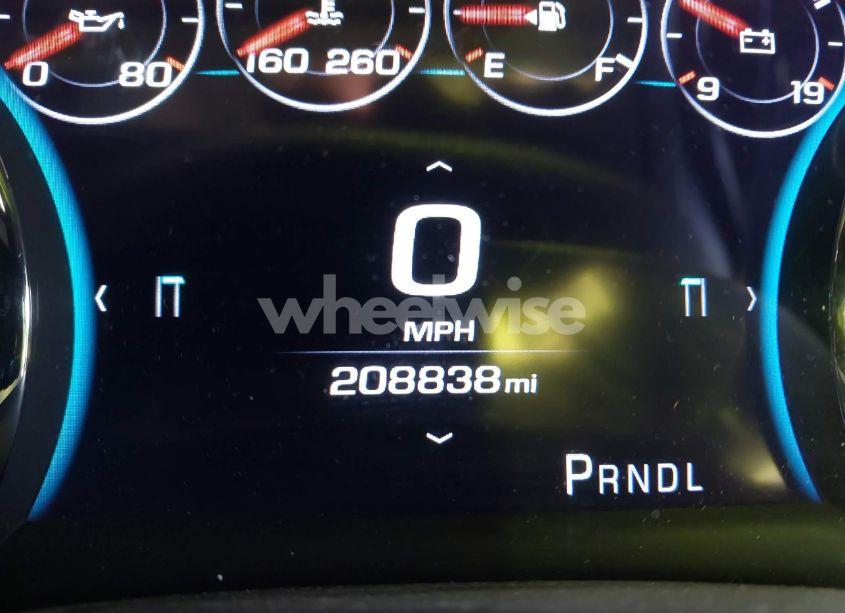 0 80 160 260 E F 9 19
0
MPH
wheelwise
208838 mi
PRNDL